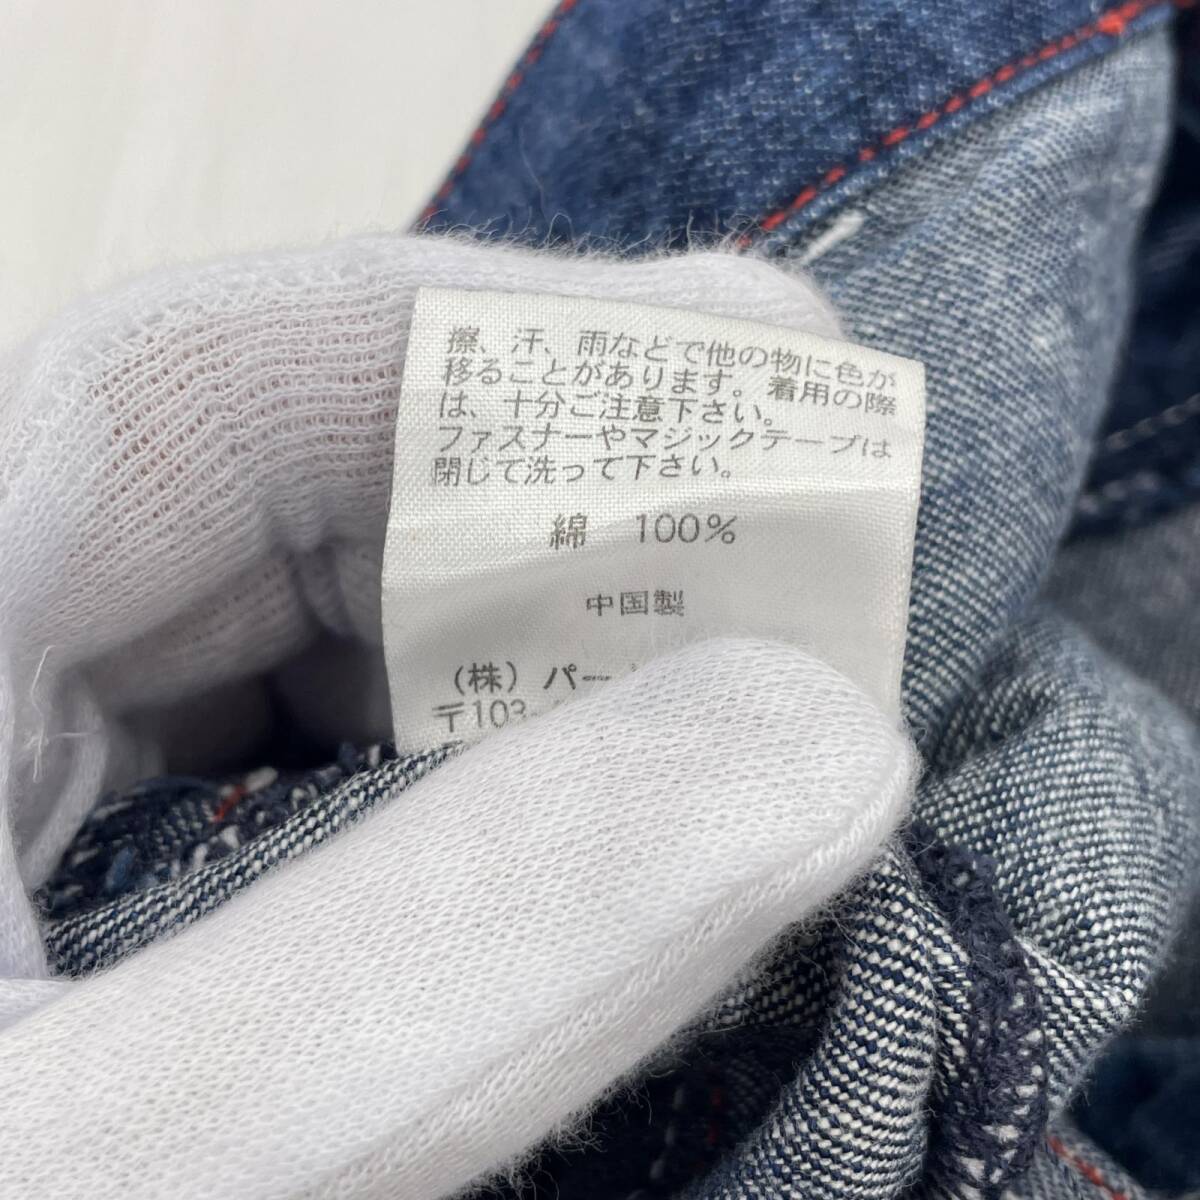 擦、汗、雨などで他の物に色が
移ることがあります。着用の際
は、十分ご注意下さい。
ファスナーやマジックテープは
閉じて洗って下さい。
綿 100%
中国製
(株) パー
〒103-